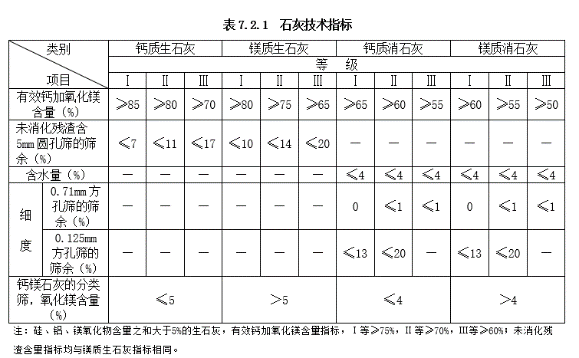 表7.2.1 石灰技术指标
类别 钙质生石灰 镁质生石灰 钙质消石灰 镁质消石灰
等 级
项目 Ⅰ Ⅱ Ⅲ Ⅰ Ⅱ Ⅲ Ⅰ Ⅱ Ⅲ Ⅰ Ⅱ Ⅲ
有效钙加氧化镁
含量(%) ≥85 ≥80 ≥70 ≥80 ≥75 ≥65 ≥65 ≥60 ≥55 ≥60 ≥55 ≥50
未消化残渣含
5mm圆孔筛的筛
余(%) ≤7 ≤11 ≤17 ≤10 ≤14 ≤20 — — — — — —
含水量(%) — — — — — — ≤4 ≤4 ≤4 ≤4 ≤4 ≤4
细
度
0.71mm方
孔筛的筛
余(%) — — — — — — 0 ≤1 ≤1 0 ≤1 ≤1
0.125mm
方孔筛的
筛余(%) — — — — — — ≤13 ≤20 — ≤13 ≤20 —
钙镁石灰的分类
筛,氧化镁含量
(%) ≤5 >5 ≤4 >4
注:硅、铝、镁氧化物含量之和大于5%的生石灰,有效钙加氧化镁含量指标,Ⅰ等≥75%,Ⅱ等≥70%,Ⅲ等≥60%;未消化残
渣含量指标均与镁质生石灰指标相同。